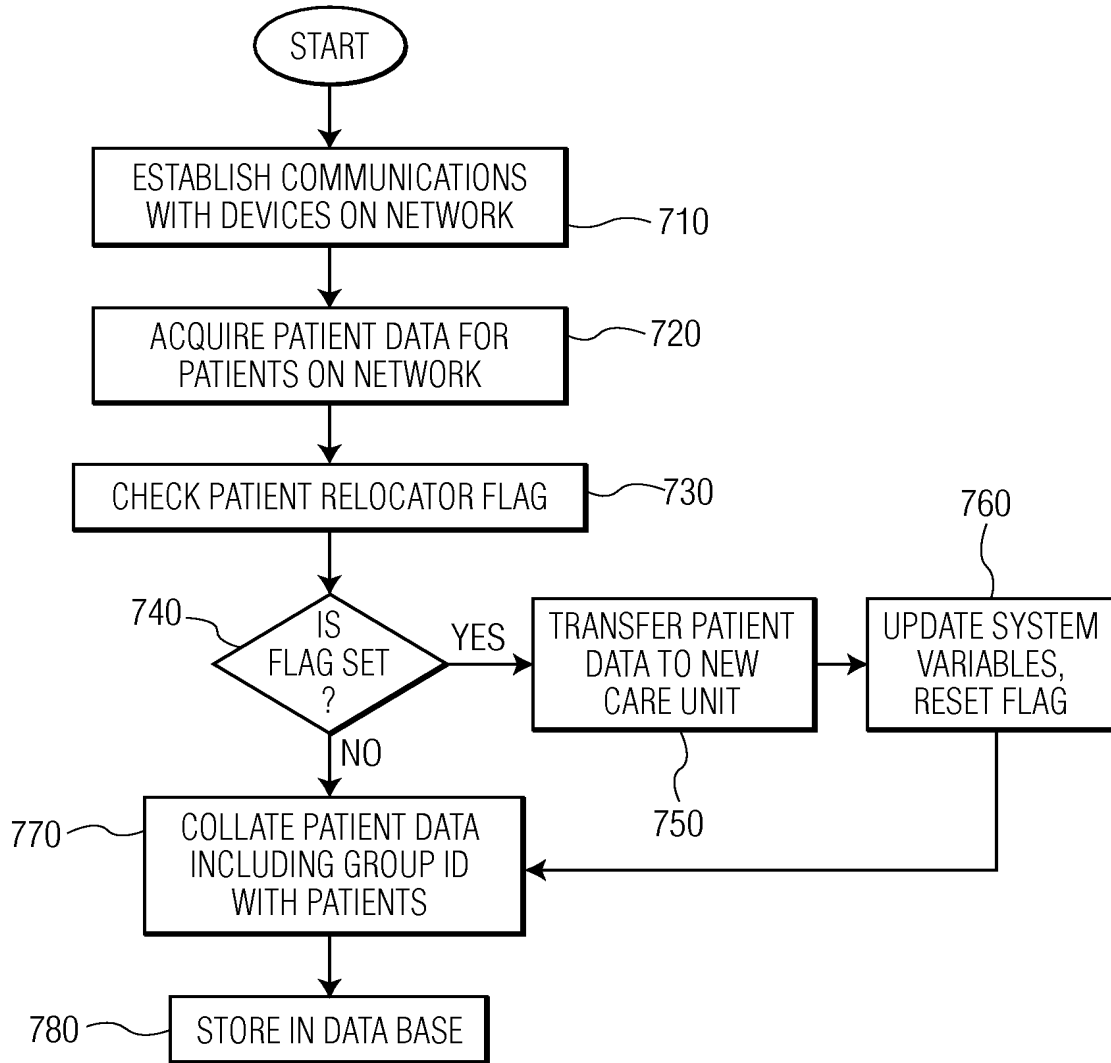 START
ESTABLISH COMMUNICATIONS
WITH DEVICES ON NETWORK
710
ACQUIRE PATIENT DATA FOR
PATIENTS ON NETWORK
720
CHECK PATIENT RELOCATOR FLAG
730
740
IS
FLAG SET
?
YES
NO
TRANSFER PATIENT
DATA TO NEW
CARE UNIT
750
760
UPDATE SYSTEM
VARIABLES,
RESET FLAG
770
COLLATE PATIENT DATA
INCLUDING GROUP ID
WITH PATIENTS
780
STORE IN DATA BASE